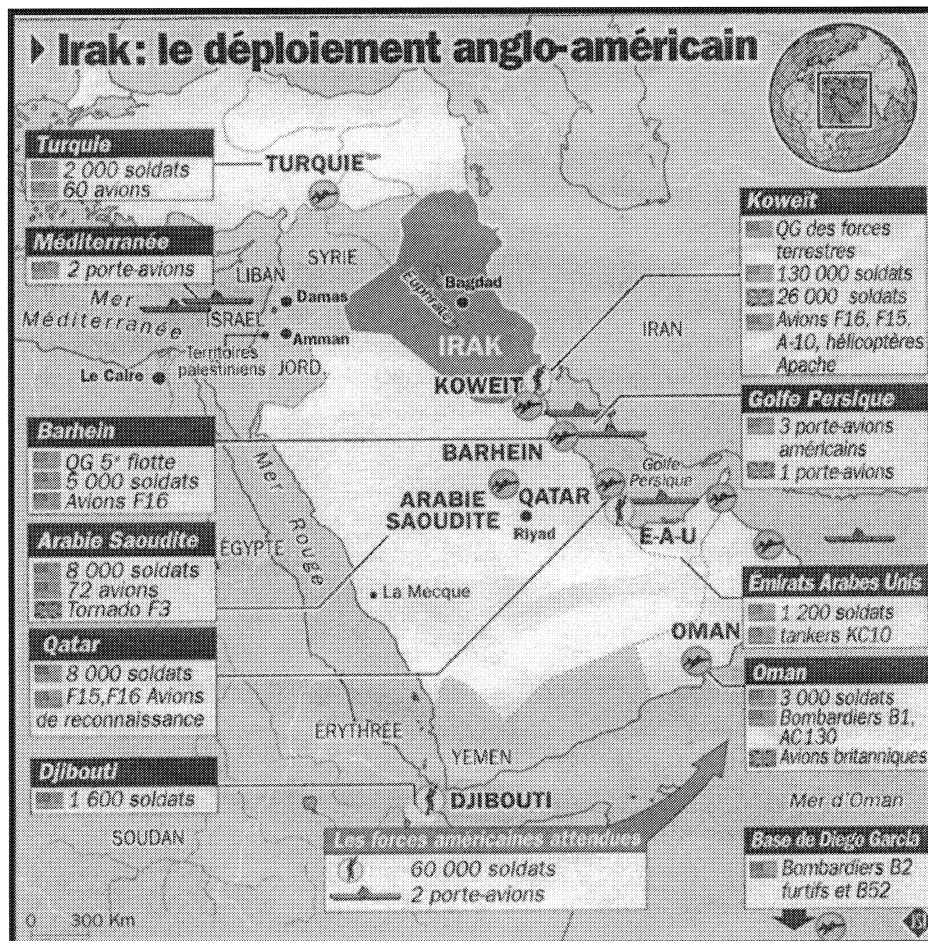 Irak: le déploiement anglo-américain
Turquie
2 000 soldats
60 avions
Méditerranée
2 porte-avions
Barhein
QG 5e flotte
5 000 soldats
Avions F16
Arabie Saoudite
8 000 soldats
72 avions
Tornado F3
Qatar
8 000 soldats
F15,F16 Avions
de reconnaissance
Djibouti
1 600 soldats
TURQUIE
SYRIE
LIBAN
Damas
Mer
Méditerranée
ISRAEL
Amman
Territoires
palestiniens
JORD.
Le Caire
Bagdad
Euphrate
IRAK
IRAN
KOWEIT
BARHEIN
Golfe
Persique
ARABIE
SAOUDITE
QATAR
Riyad
E-A-U
Mer
Rouge
ÉGYPTE
La Mecque
OMAN
ÉRYTHRÉE
YEMEN
DJIBOUTI
SOUDAN
Mer d'Oman
Koweït
QG des forces
terrestres
130 000 soldats
26 000 soldats
Avions F16, F15,
A-10, hélicoptères
Apache
Golfe Persique
3 porte-avions
américains
1 porte-avions
Émirats Arabes Unis
1 200 soldats
tankers KC10
Oman
3 000 soldats
Bombardiers B1,
AC130
Avions britanniques
Base de Diego Garcia
Bombardiers B2
furtifs et B52
Les forces américaines attendues
60 000 soldats
2 porte-avions
0 300 Km